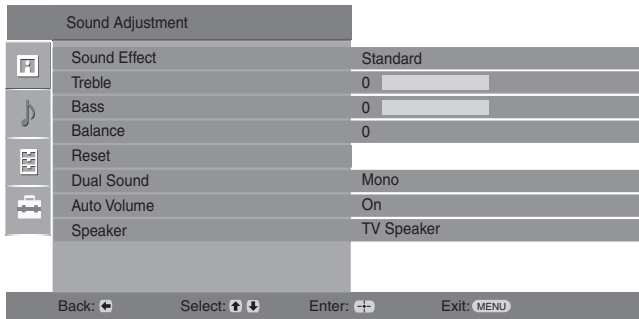 Sound Adjustment
Sound Effect Standard
Treble 0
Bass 0
Balance 0
Reset
Dual Sound Mono
Auto Volume On
Speaker TV Speaker
Back: Select: Enter: Exit: MENU